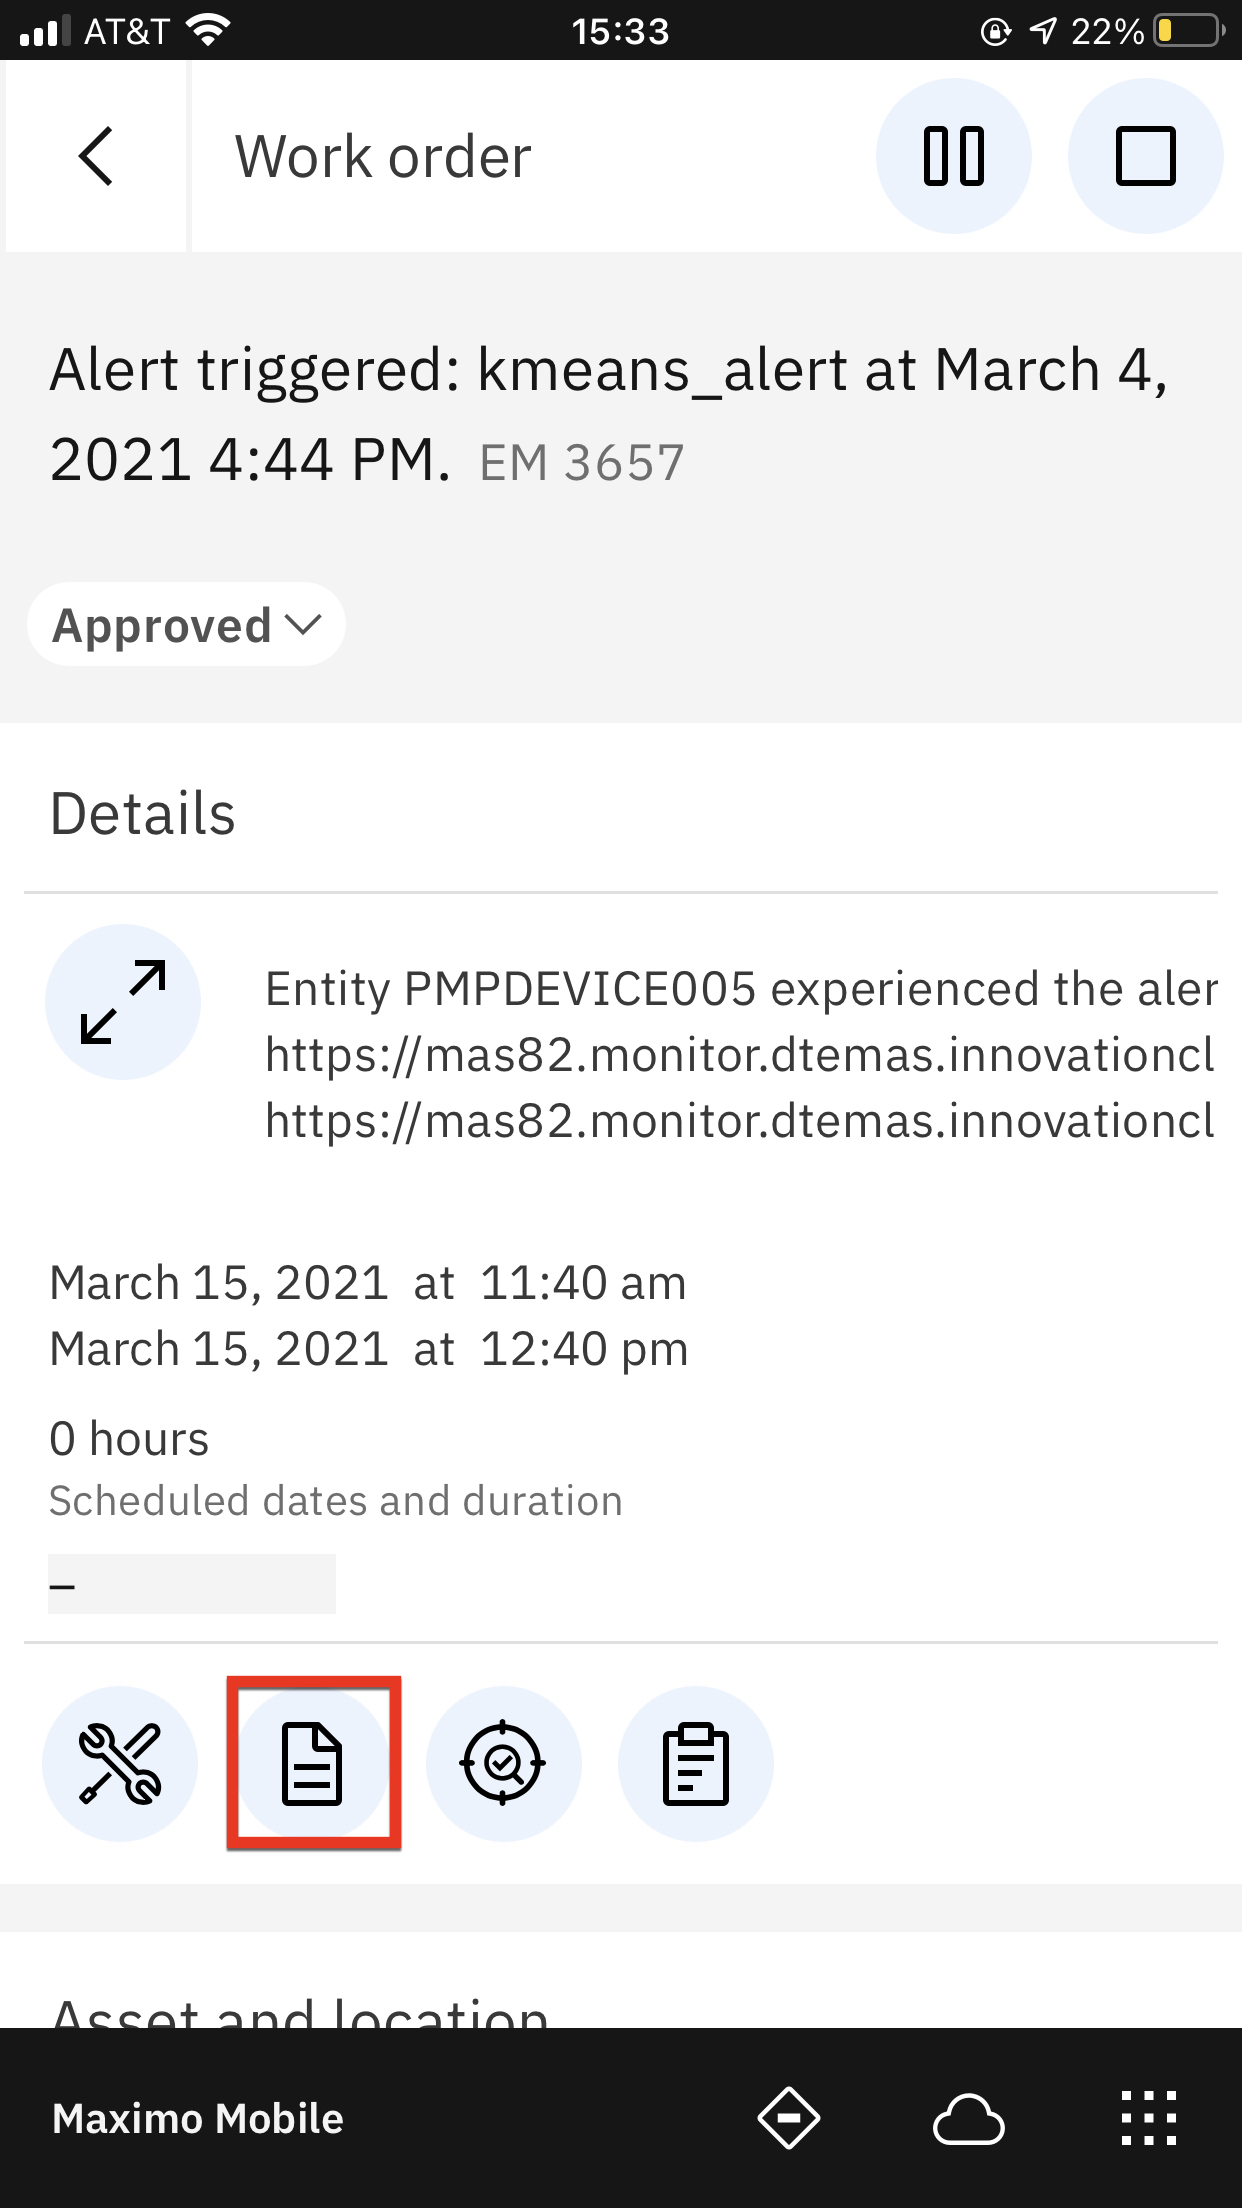 AT&T 15:33 22%
Work order
Alert triggered: kmeans_alert at March 4,
2021 4:44 PM. EM 3657
Approved
Details
Entity PMPDEVICE005 experienced the aler
https://mas82.monitor.dtemas.innovationcl
https://mas82.monitor.dtemas.innovationcl
March 15, 2021 at 11:40 am
March 15, 2021 at 12:40 pm
0 hours
Scheduled dates and duration
–
Asset and location
Maximo Mobile